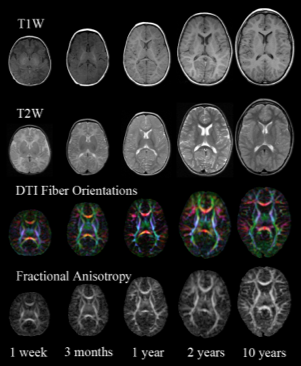 T1W
T2W
DTI Fiber Orientations
Fractional Anisotropy
1 week 3 months 1 year 2 years 10 years